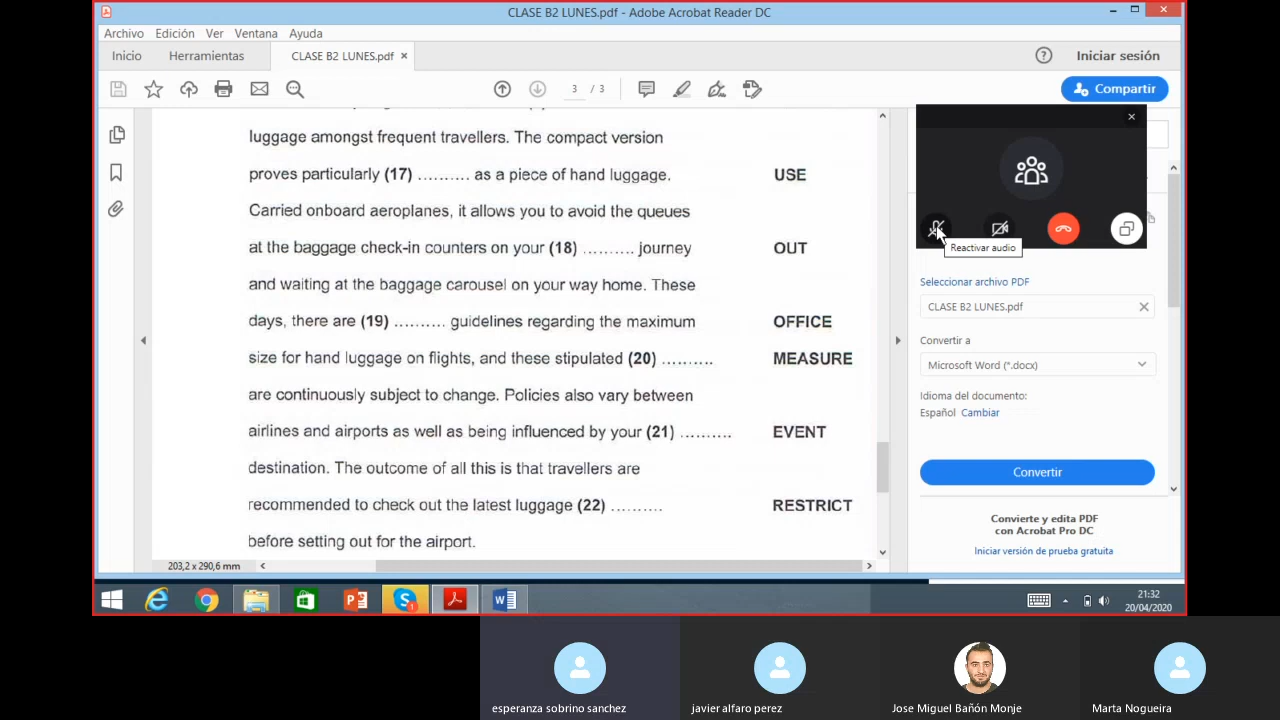 CLASE B2 LUNES.pdf - Adobe Acrobat Reader DC
Archivo Edición Ver Ventana Ayuda
Inicio Herramientas CLASE B2 LUNES.pdf × Iniciar sesión
3 / 3 Compartir
luggage amongst frequent travellers. The compact version
proves particularly (17) .......... as a piece of hand luggage. USE
Carried onboard aeroplanes, it allows you to avoid the queues
at the baggage check-in counters on your (18) .......... journey OUT
and waiting at the baggage carousel on your way home. These
days, there are (19) .......... guidelines regarding the maximum OFFICE
size for hand luggage on flights, and these stipulated (20) .......... MEASURE
are continuously subject to change. Policies also vary between
airlines and airports as well as being influenced by your (21) .......... EVENT
destination. The outcome of all this is that travellers are
recommended to check out the latest luggage (22) .......... RESTRICT
before setting out for the airport.
203,2 x 290,6 mm
Reactivar audio
Seleccionar archivo PDF
CLASE B2 LUNES.pdf
Convertir a
Microsoft Word (*.docx)
Idioma del documento:
Español Cambiar
Convertir
Convierte y edita PDF
con Acrobat Pro DC
Iniciar versión de prueba gratuita
21:32
20/04/2020
esperanza sobrino sanchez
javier alfaro perez
Jose Miguel Bañón Monje
Marta Nogueira